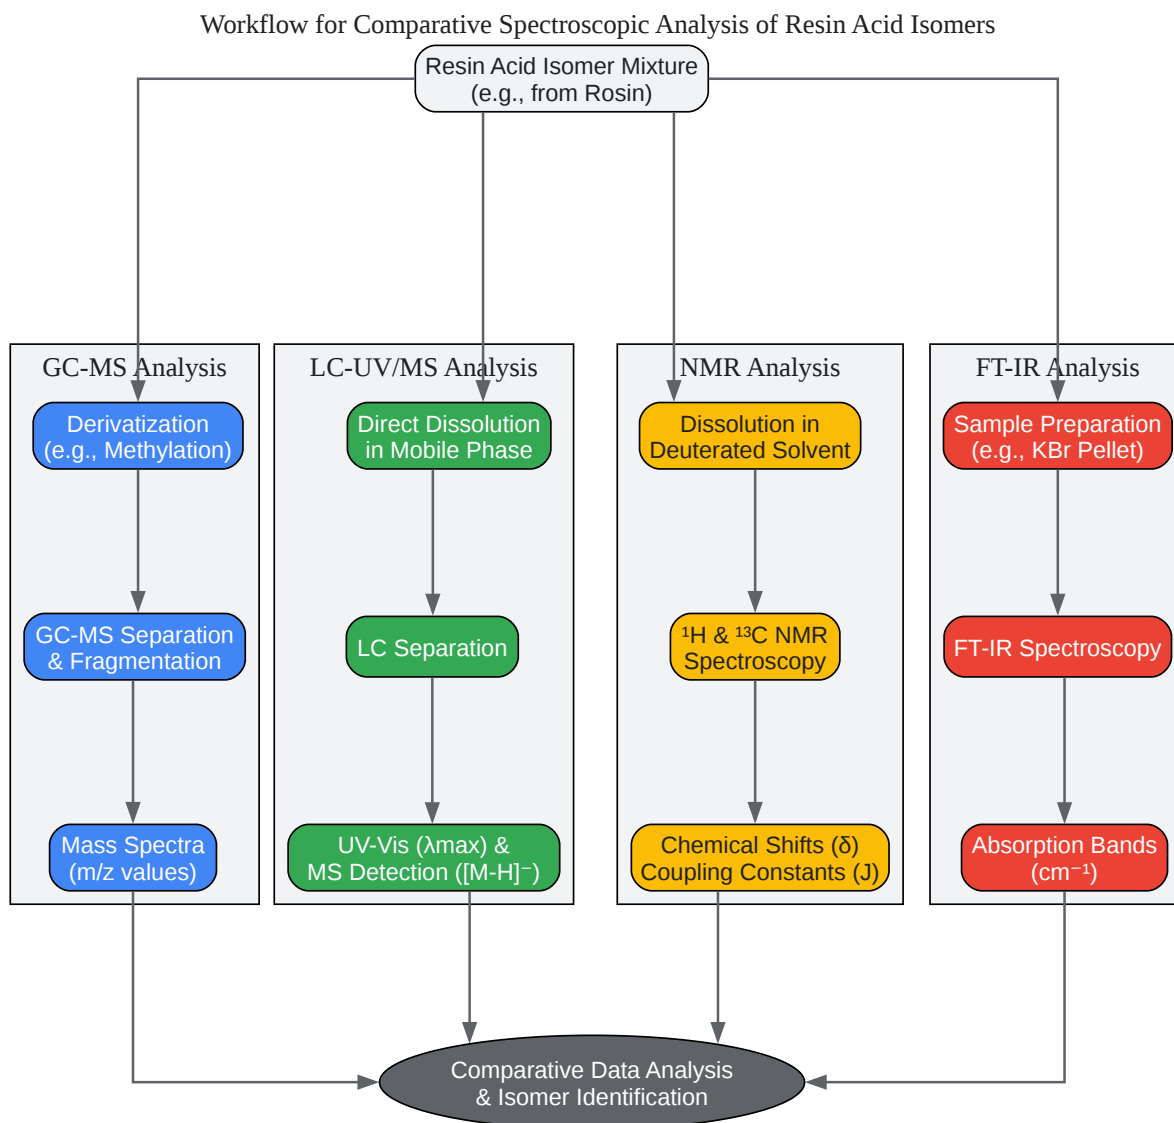 Workflow for Comparative Spectroscopic Analysis of Resin Acid Isomers
Resin Acid Isomer Mixture
(e.g., from Rosin)
GC-MS Analysis
Derivatization
(e.g., Methylation)
GC-MS Separation
& Fragmentation
Mass Spectra
(m/z values)
LC-UV/MS Analysis
Direct Dissolution
in Mobile Phase
LC Separation
UV-Vis (λmax) &
MS Detection ([M-H]⁻)
NMR Analysis
Dissolution in
Deuterated Solvent
¹H & ¹³C NMR
Spectroscopy
Chemical Shifts (δ)
Coupling Constants (J)
FT-IR Analysis
Sample Preparation
(e.g., KBr Pellet)
FT-IR Spectroscopy
Absorption Bands
(cm⁻¹)
Comparative Data Analysis
& Isomer Identification